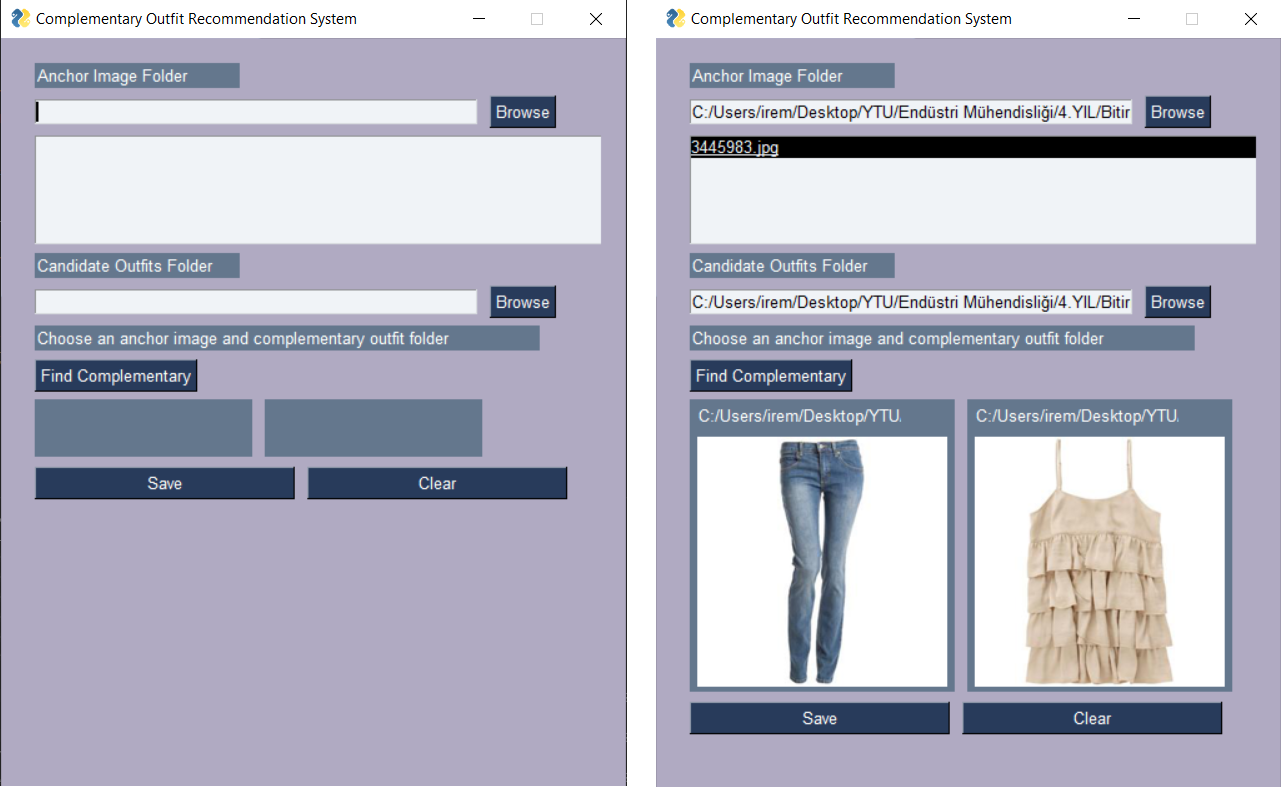 Complementary Outfit Recommendation System
Anchor Image Folder
Browse
Candidate Outfits Folder
Browse
Choose an anchor image and complementary outfit folder
Find Complementary
Save Clear
Complementary Outfit Recommendation System
Anchor Image Folder
C:/Users/irem/Desktop/YTU/Endüstri Mühendisliği/4.YIL/Bitir Browse
3445983.jpg
Candidate Outfits Folder
C:/Users/irem/Desktop/YTU/Endüstri Mühendisliği/4.YIL/Bitir Browse
Choose an anchor image and complementary outfit folder
Find Complementary
C:/Users/irem/Desktop/YTU/ C:/Users/irem/Desktop/YTU/
Save Clear